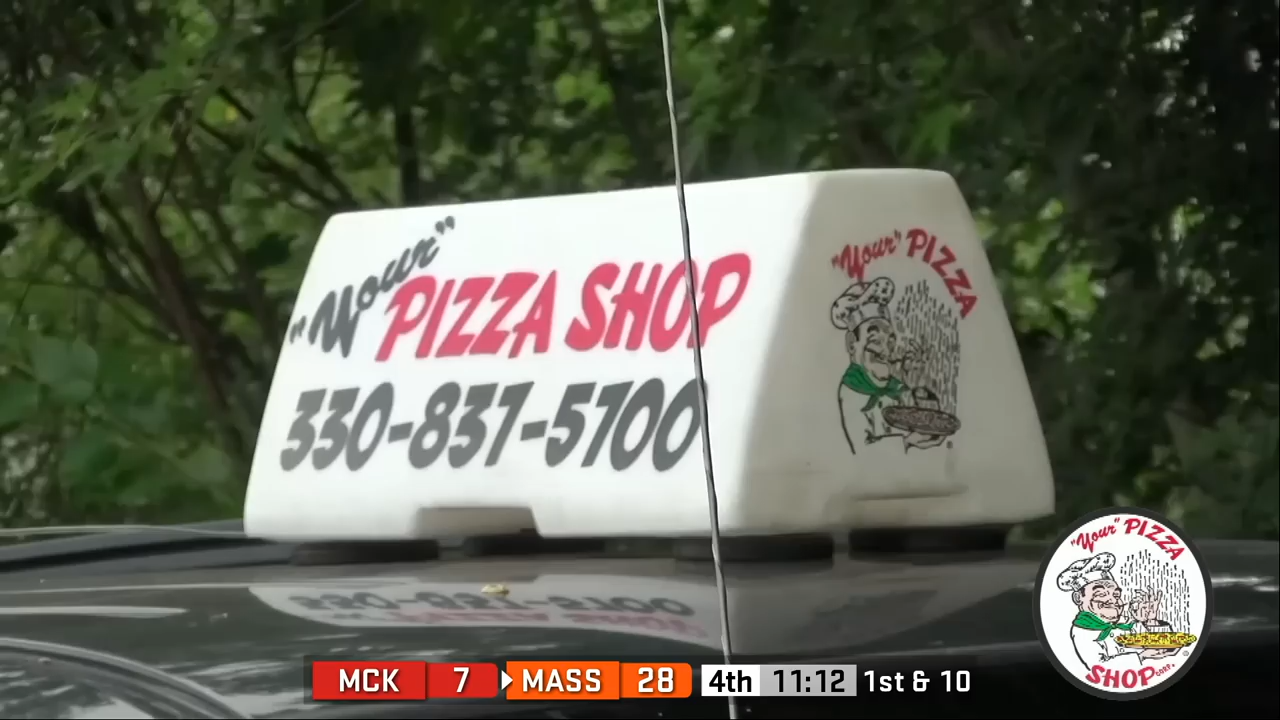 "Your"
PIZZA SHOP
330-837-5700
"Your" PIZZA
"Your" PIZZA
SHOP CORP.
MCK 7 MASS 28 4th 11:12 1st & 10